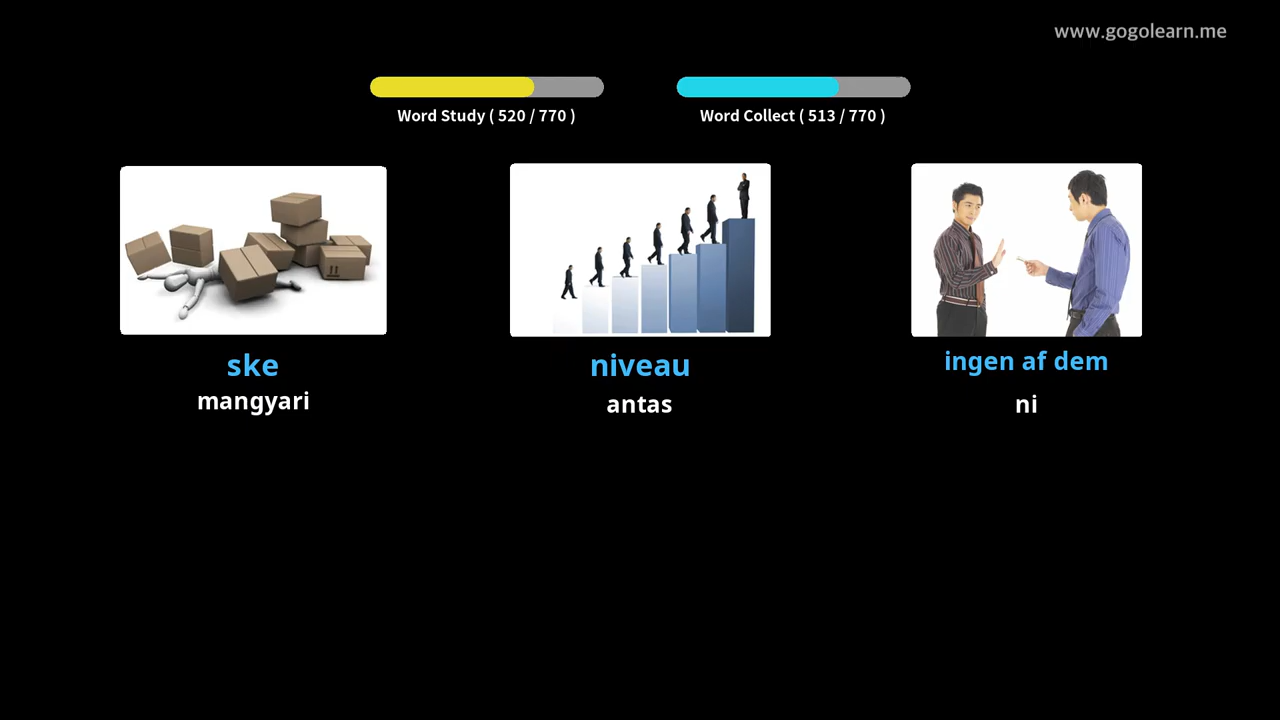 www.gogolearn.me
Word Study ( 520 / 770 )
Word Collect ( 513 / 770 )
ske
mangyari
niveau
antas
ingen af dem
ni